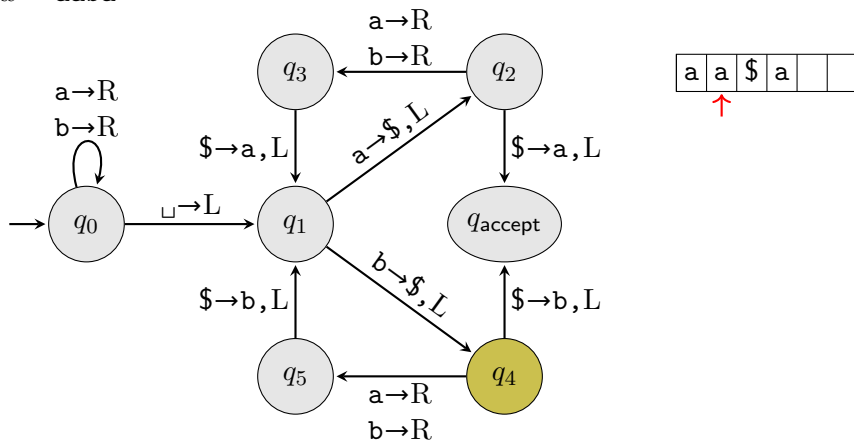 a→R
b→R
a→R
b→R
q3
q2
a a $ a
$→a,L
a→$,L
$→a,L
q0
␣→L
q1
qaccept
$→b,L
b→$,L
$→b,L
q5
q4
a→R
b→R